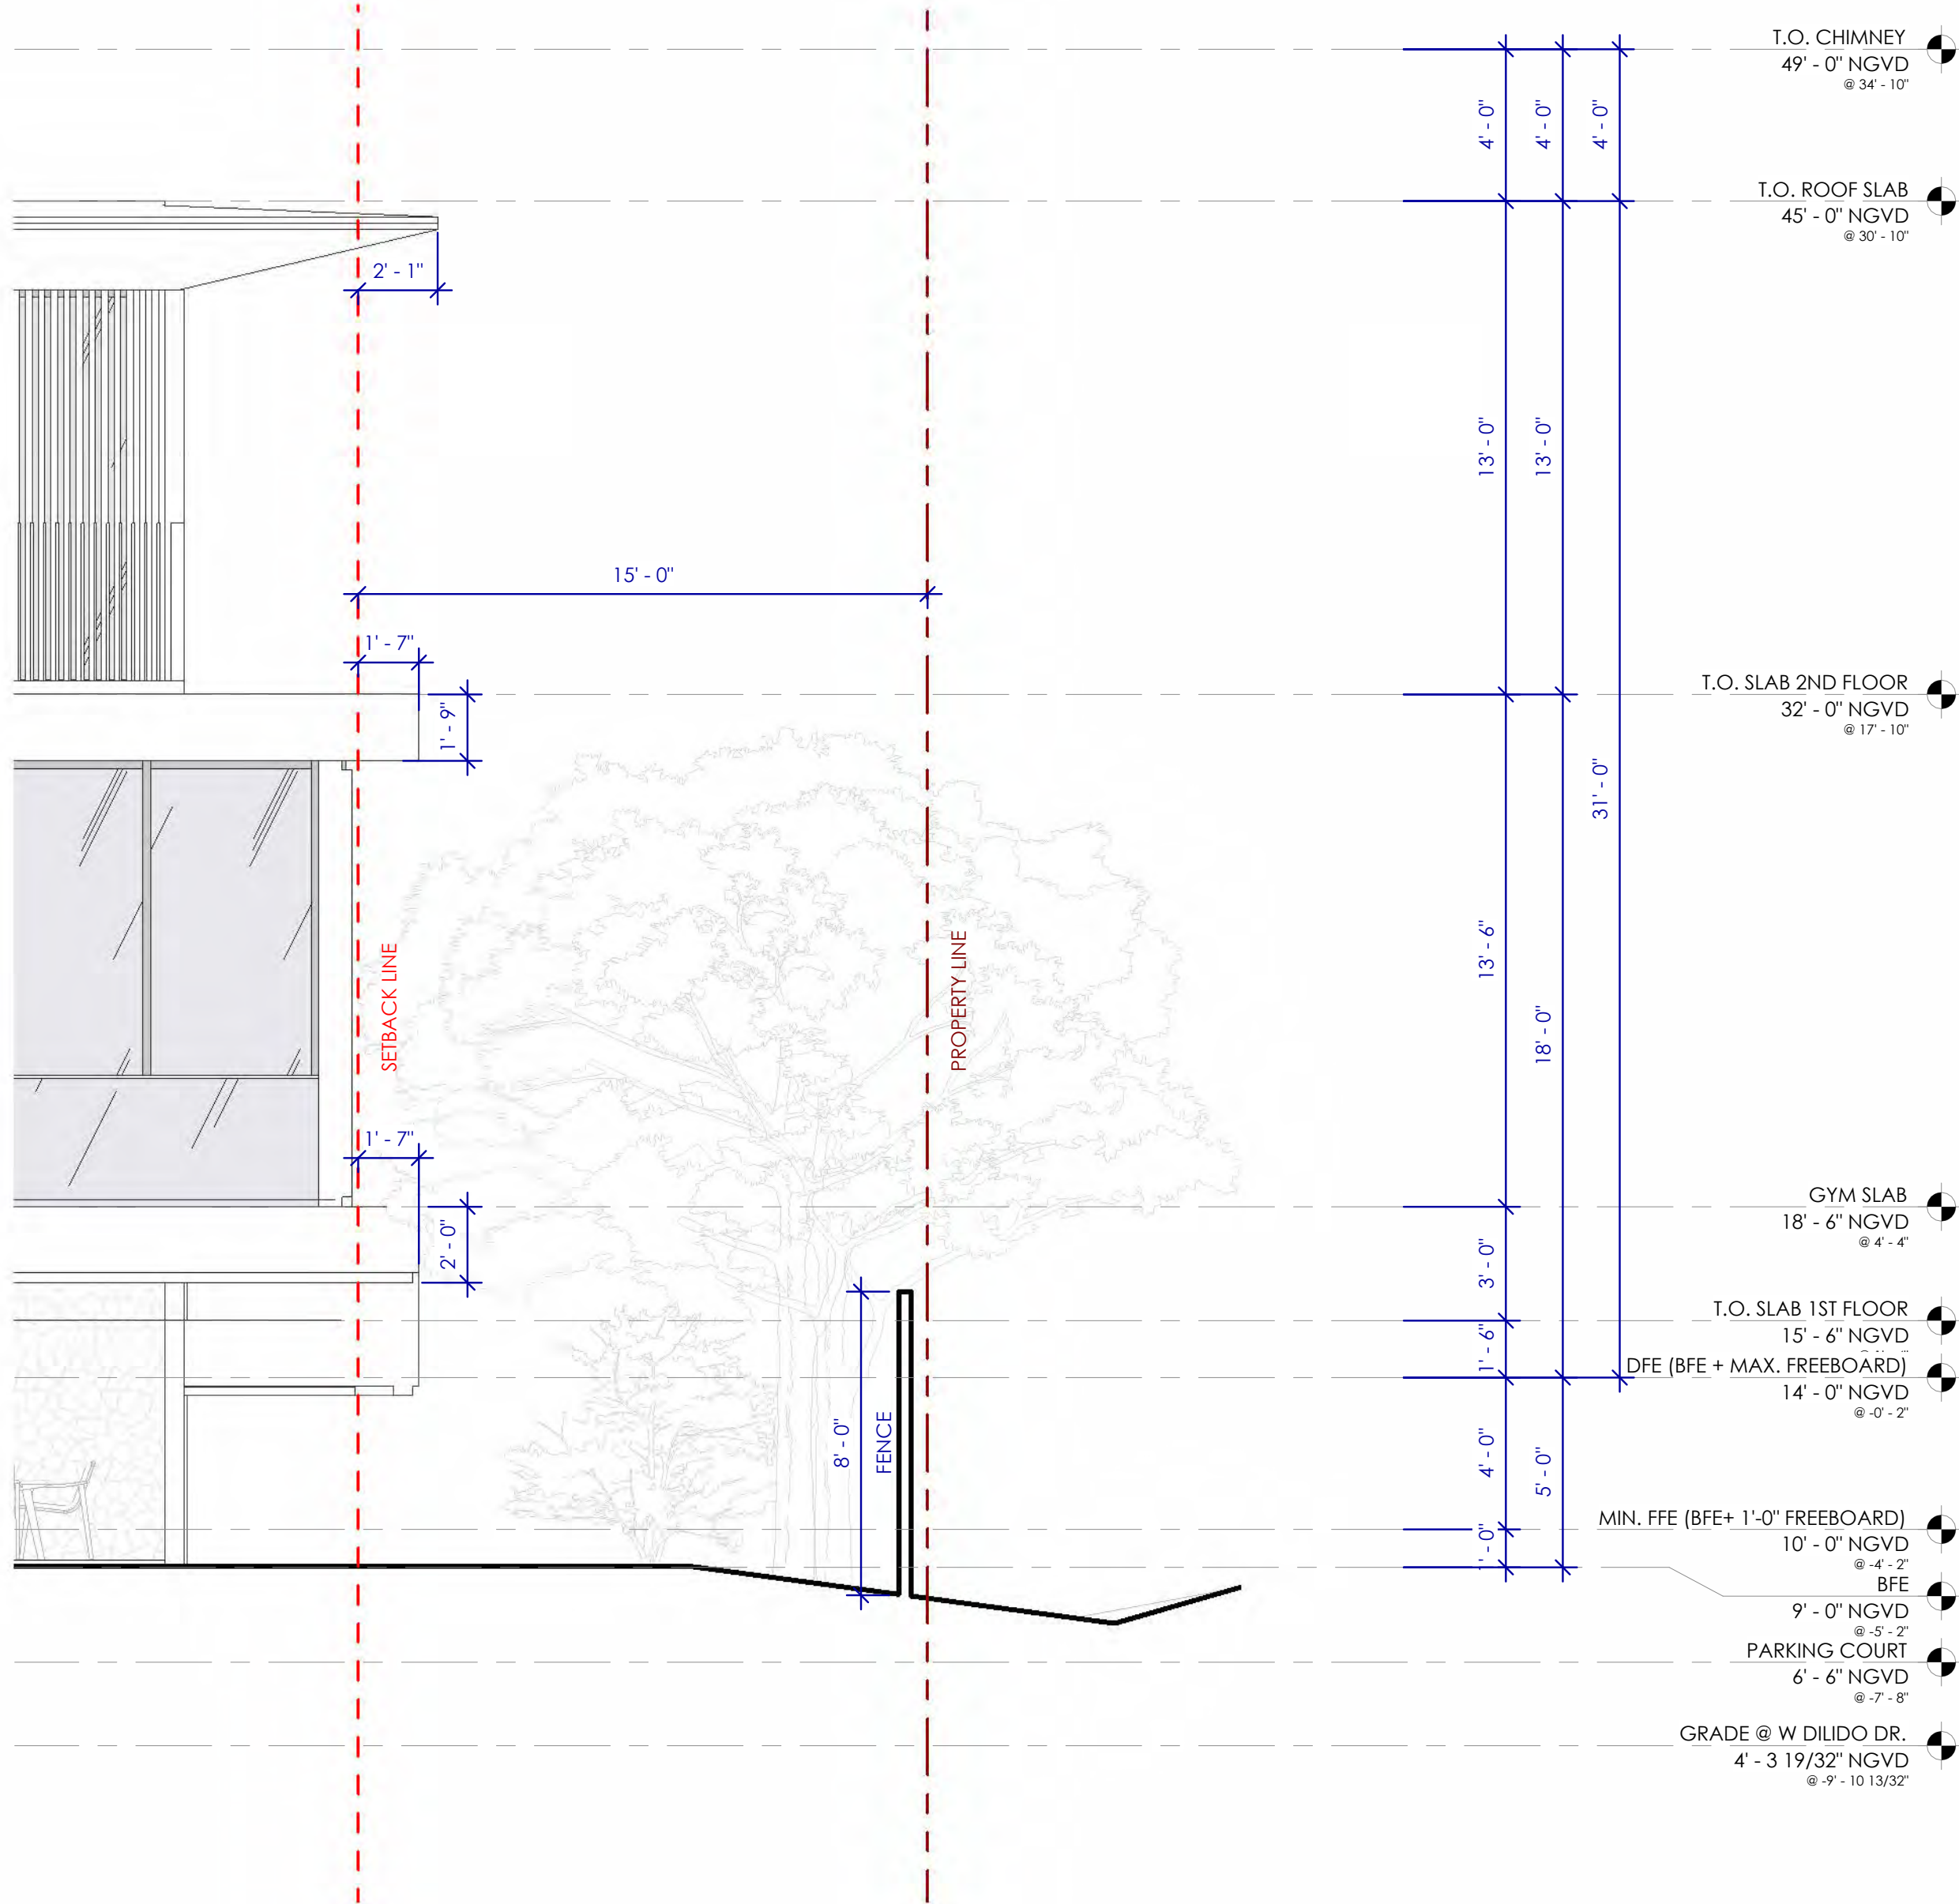 T.O. CHIMNEY
49' - 0" NGVD
@ 34' - 10"
4' - 0"
4' - 0"
4' - 0"
T.O. ROOF SLAB
45' - 0" NGVD
@ 30' - 10"
2' - 1"
13' - 0"
13' - 0"
15' - 0"
1' - 7"
T.O. SLAB 2ND FLOOR
32' - 0" NGVD
@ 17' - 10"
1' - 9"
31' - 0"
SETBACK LINE
PROPERTY LINE
13' - 6"
18' - 0"
1' - 7"
GYM SLAB
18' - 6" NGVD
@ 4' - 4"
2' - 0"
3' - 0"
T.O. SLAB 1ST FLOOR
15' - 6" NGVD
1' - 6"
DFE (BFE + MAX. FREEBOARD)
14' - 0" NGVD
@ -0' - 2"
8' - 0"
FENCE
4' - 0"
5' - 0"
MIN. FFE (BFE+ 1'-0" FREEBOARD)
10' - 0" NGVD
@ -4' - 2"
1' - 0"
BFE
9' - 0" NGVD
@ -5' - 2"
PARKING COURT
6' - 6" NGVD
@ -7' - 8"
GRADE @ W DILIDO DR.
4' - 3 19/32" NGVD
@ -9' - 10 13/32"